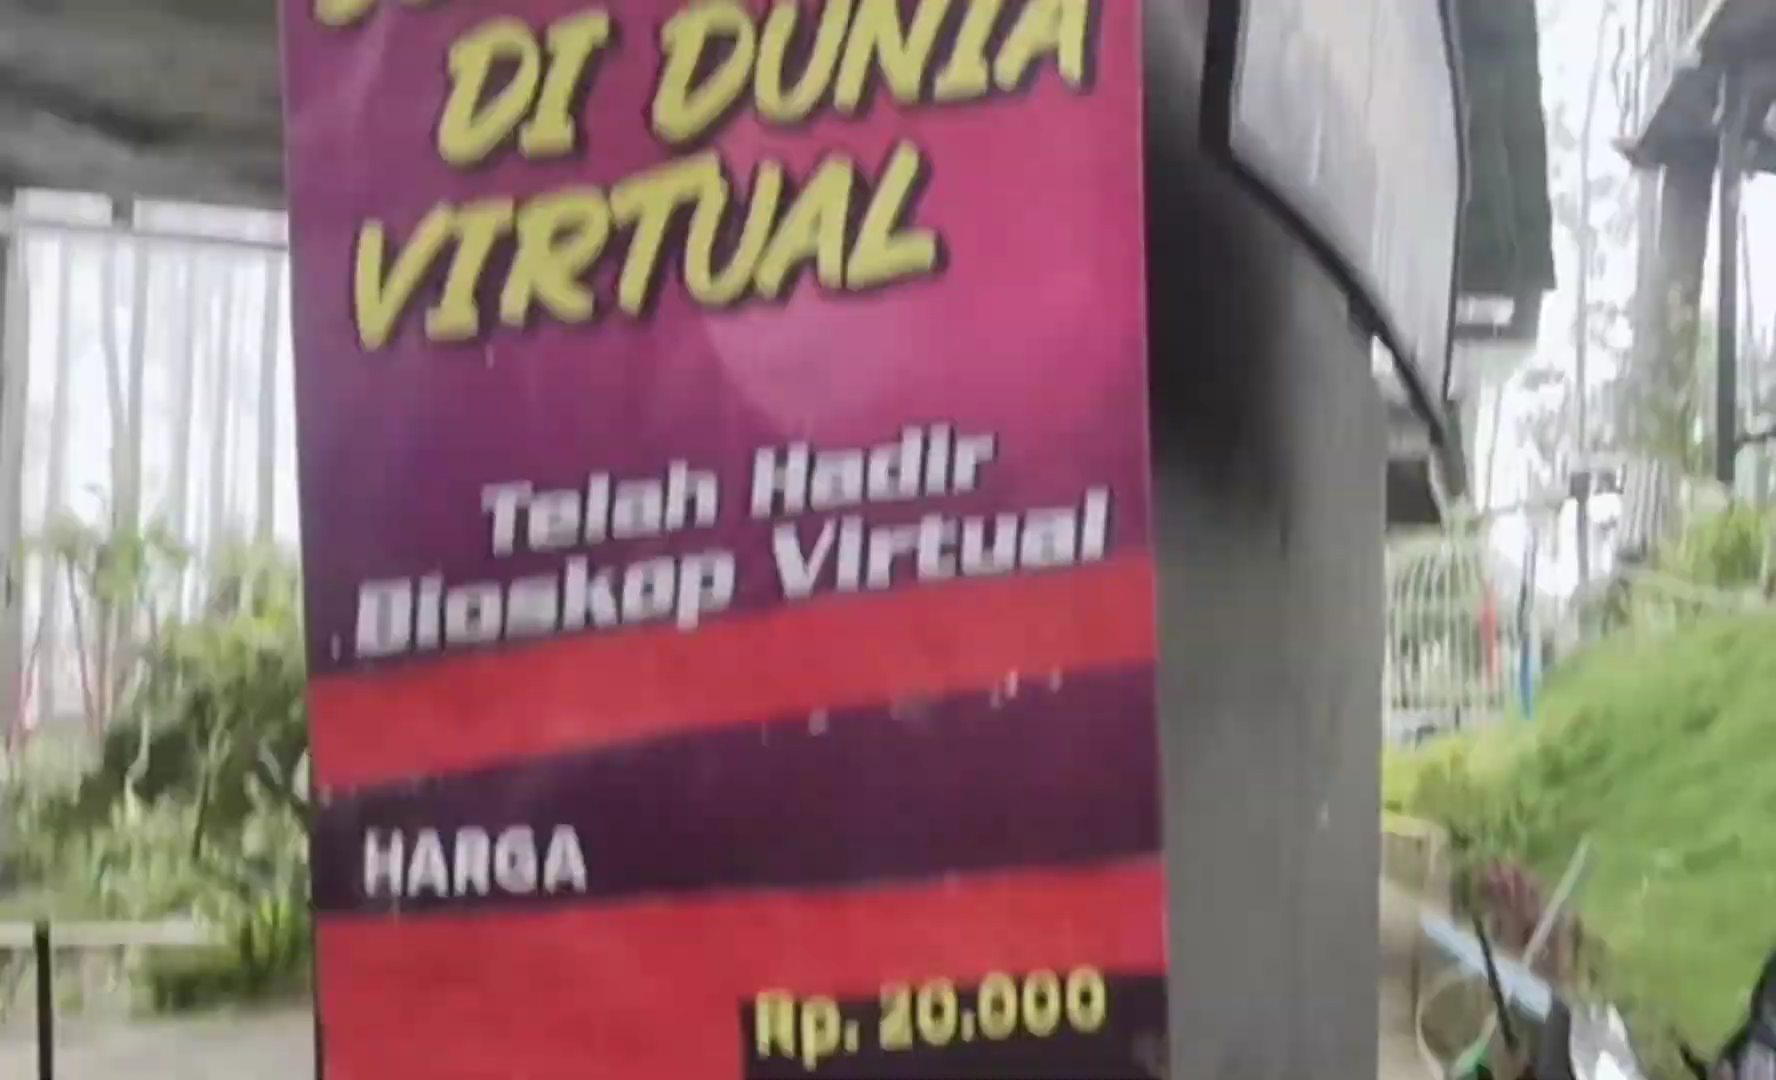 DI DUNIA
VIRTUAL
Telah Hadir
Bioskop Virtual
HARGA
Rp. 20.000